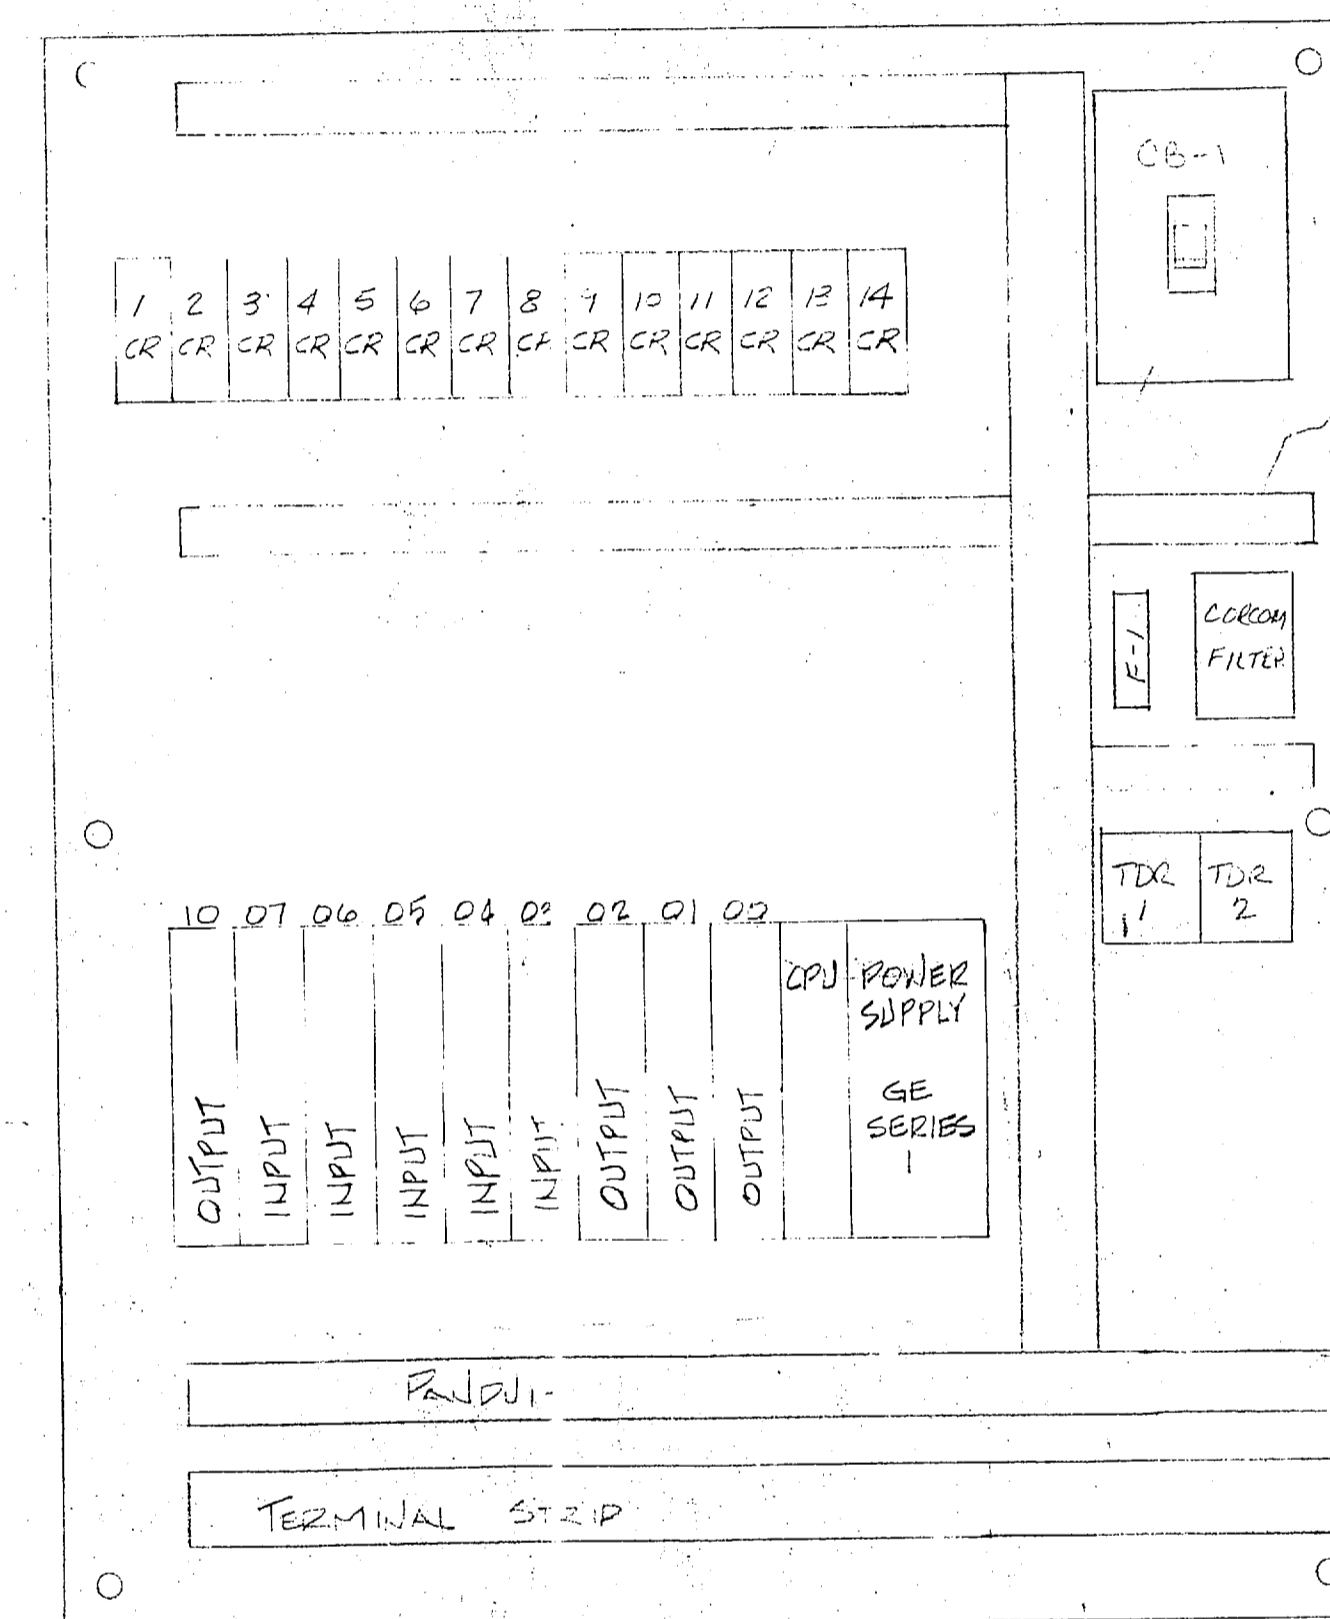 CB-1
1 2 3 4 5 6 7 8 9 10 11 12 13 14
CR CR CR CR CR CR CR CR CR CR CR CR CR CR
F-1
CORCOM
FILTER
TDR
1
TDR
2
10 07 06 05 04 03 02 01 00
OUTPUT
INPUT
INPUT
INPUT
INPUT
INPUT
OUTPUT
OUTPUT
OUTPUT
CPU
POWER
SUPPLY
GE
SERIES
1
TERMINAL STRIP